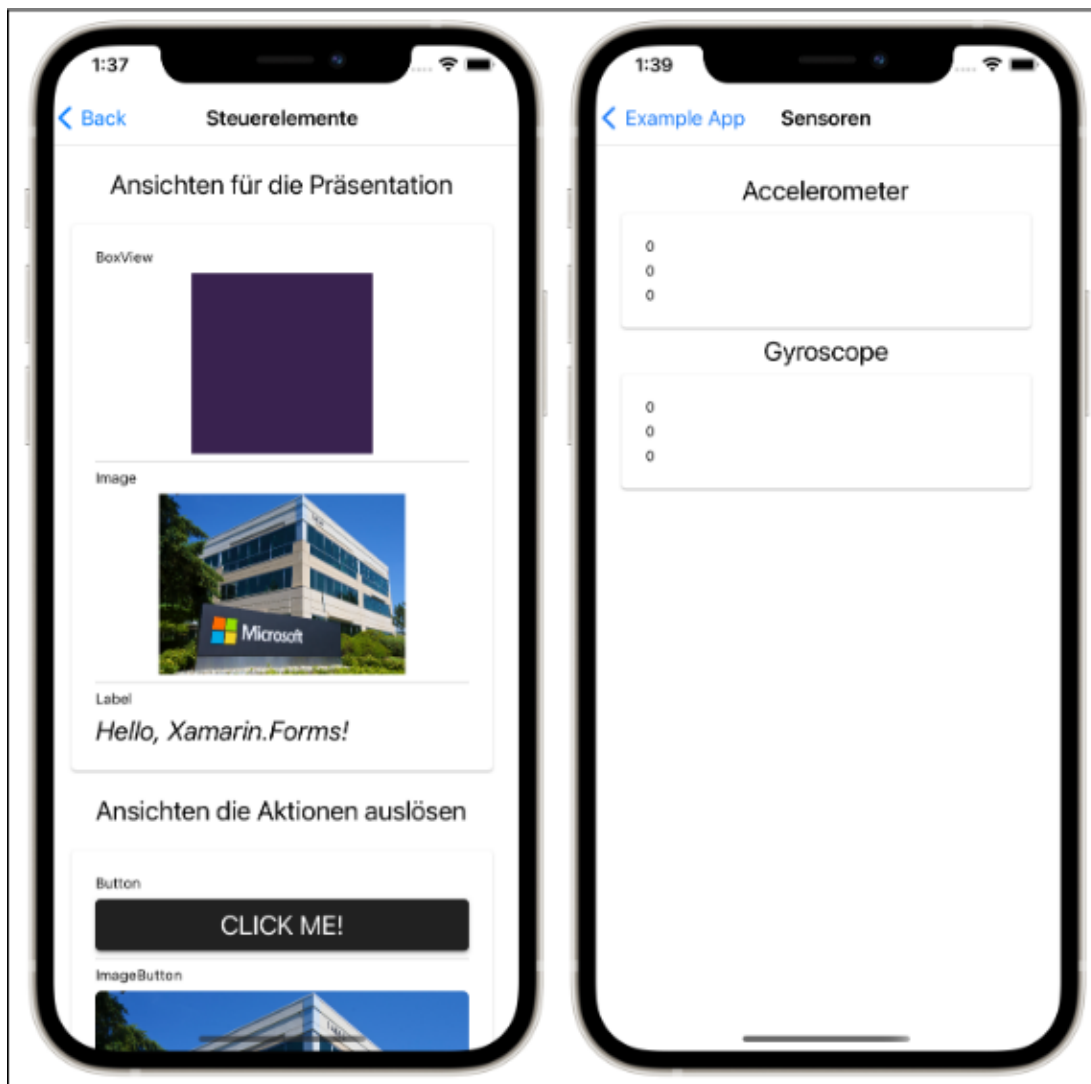 1:37
Back
Steuerelemente
Ansichten für die Präsentation
BoxView
Image
Microsoft
Label
Hello, Xamarin.Forms!
Ansichten die Aktionen auslösen
Button
CLICK ME!
ImageButton
1:39
Example App
Sensoren
Accelerometer
0
0
0
Gyroscope
0
0
0